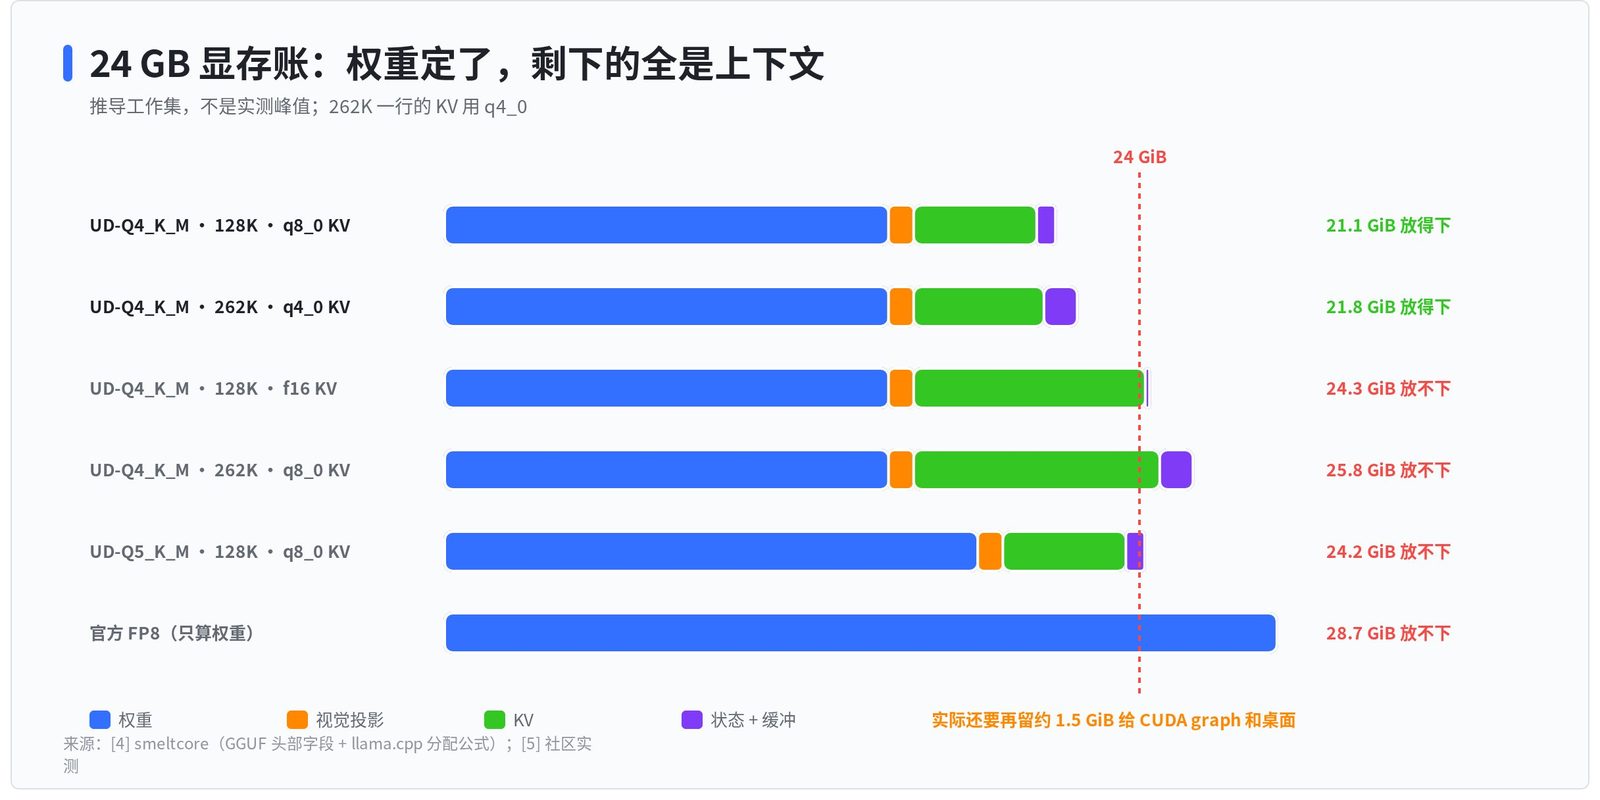 24 GB 显存账：权重定了，剩下的全是上下文
推导工作集，不是实测峰值；262K 一行的 KV 用 q4_0
24 GiB
UD-Q4_K_M · 128K · q8_0 KV
21.1 GiB 放得下
UD-Q4_K_M · 262K · q4_0 KV
21.8 GiB 放得下
UD-Q4_K_M · 128K · f16 KV
24.3 GiB 放不下
UD-Q4_K_M · 262K · q8_0 KV
25.8 GiB 放不下
UD-Q5_K_M · 128K · q8_0 KV
24.2 GiB 放不下
官方 FP8（只算权重）
28.7 GiB 放不下
权重
视觉投影
KV
状态 + 缓冲
实际还要再留约 1.5 GiB 给 CUDA graph 和桌面
来源：[4] smeltcore（GGUF 头部字段 + llama.cpp 分配公式）；[5] 社区实
测